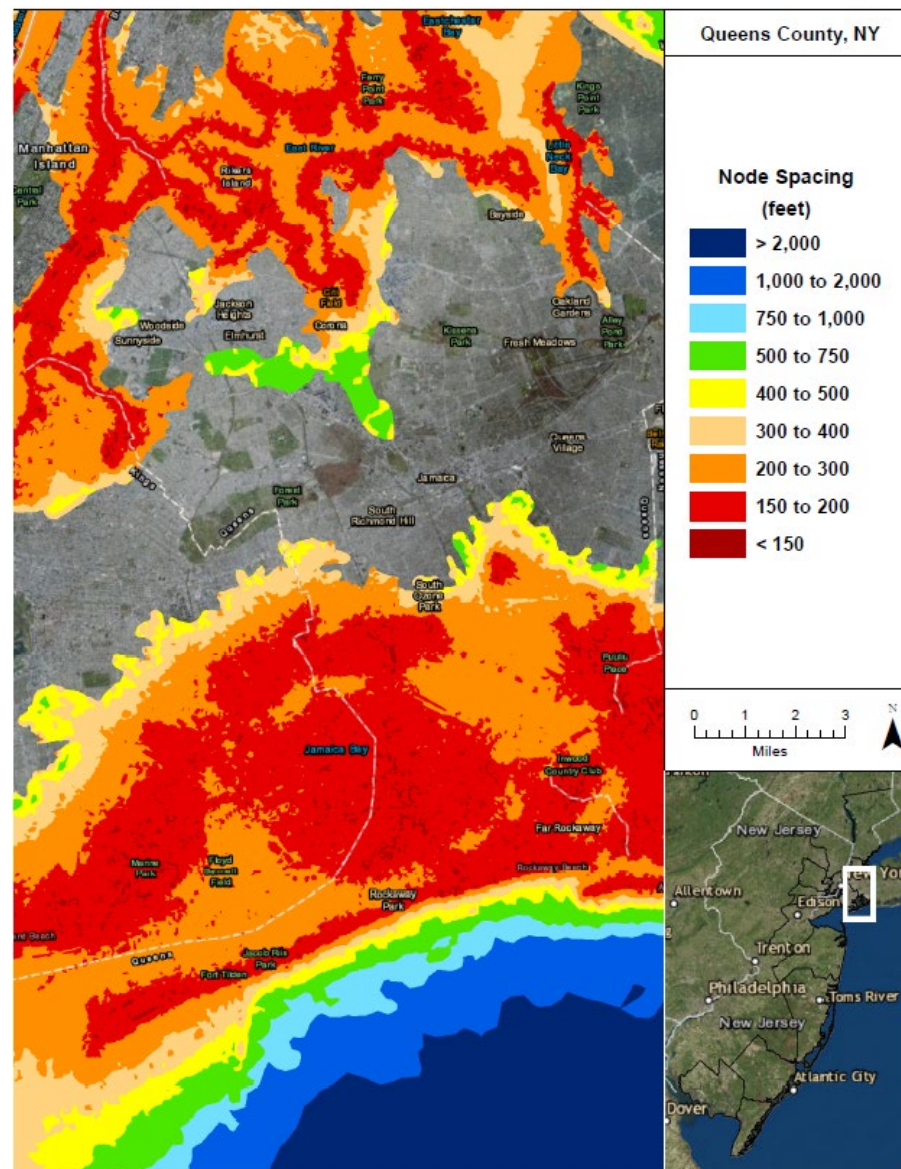 Queens County, NY
Node Spacing
(feet)
> 2,000
1,000 to 2,000
750 to 1,000
500 to 750
400 to 500
300 to 400
200 to 300
150 to 200
< 150
0 1 2 3
Miles
N
Eastchester
Bay
Ferry
Point
Park
Kings
Point
Park
Manhattan
Island
East River
Little
Neck
Bay
Rikers
Island
Central
Park
Bayside
Citi
Field
Jackson
Heights
Corona
Woodside
Sunnyside
Elmhurst
Oakland
Gardens
Alley
Pond
Park
Kissena
Park
Fresh Meadows
Queens
Village
Jamaica
Kings
Queens
Forest
Park
South
Richmond Hill
Queens
Nassau
South
Ozone
Park
Jamaica Bay
Inwood
Country Club
Far Rockaway
Marine
Park
Floyd
Bennett
Field
Rockaway Beach
Rockaway
Park
Queens
Jacob Riis
Park
Fort Tilden
New Jersey
New York
Allentown
Edison
Trenton
Philadelphia
Toms River
New Jersey
Atlantic City
Dover